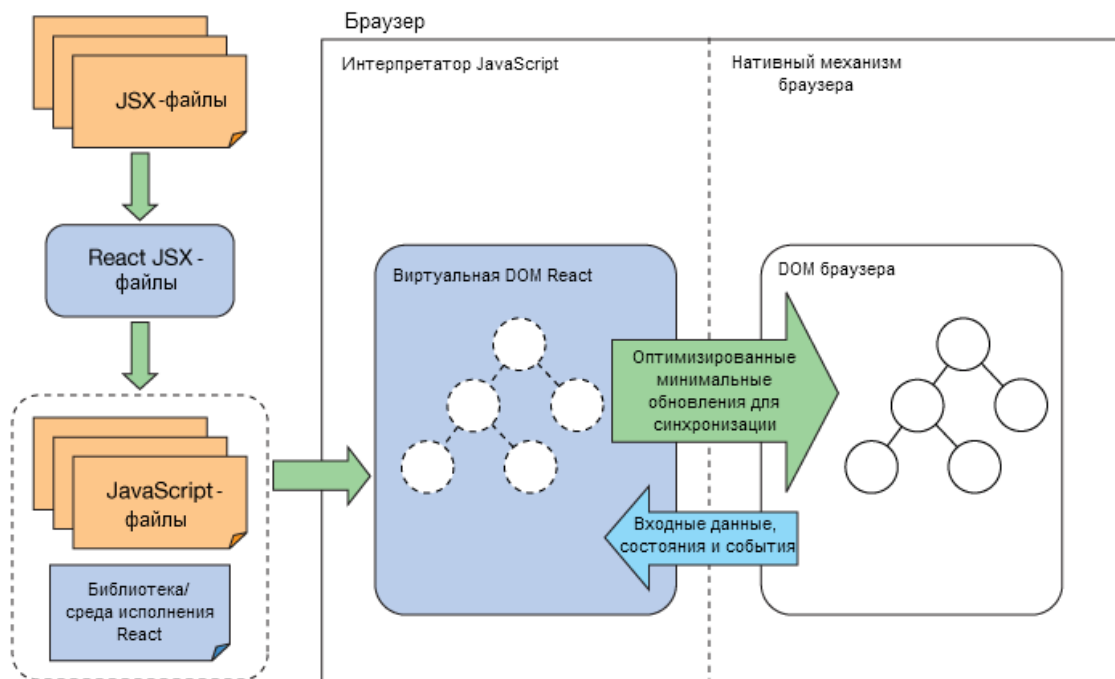 Браузер
JSX-файлы
Интерпретатор JavaScript
Нативный механизм
браузера
React JSX -
файлы
Виртуальная DOM React
DOM браузера
Оптимизированные
минимальные
обновления для
синхронизации
JavaScript-
файлы
Входные данные,
состояния и события
Библиотека/
среда исполнения
React